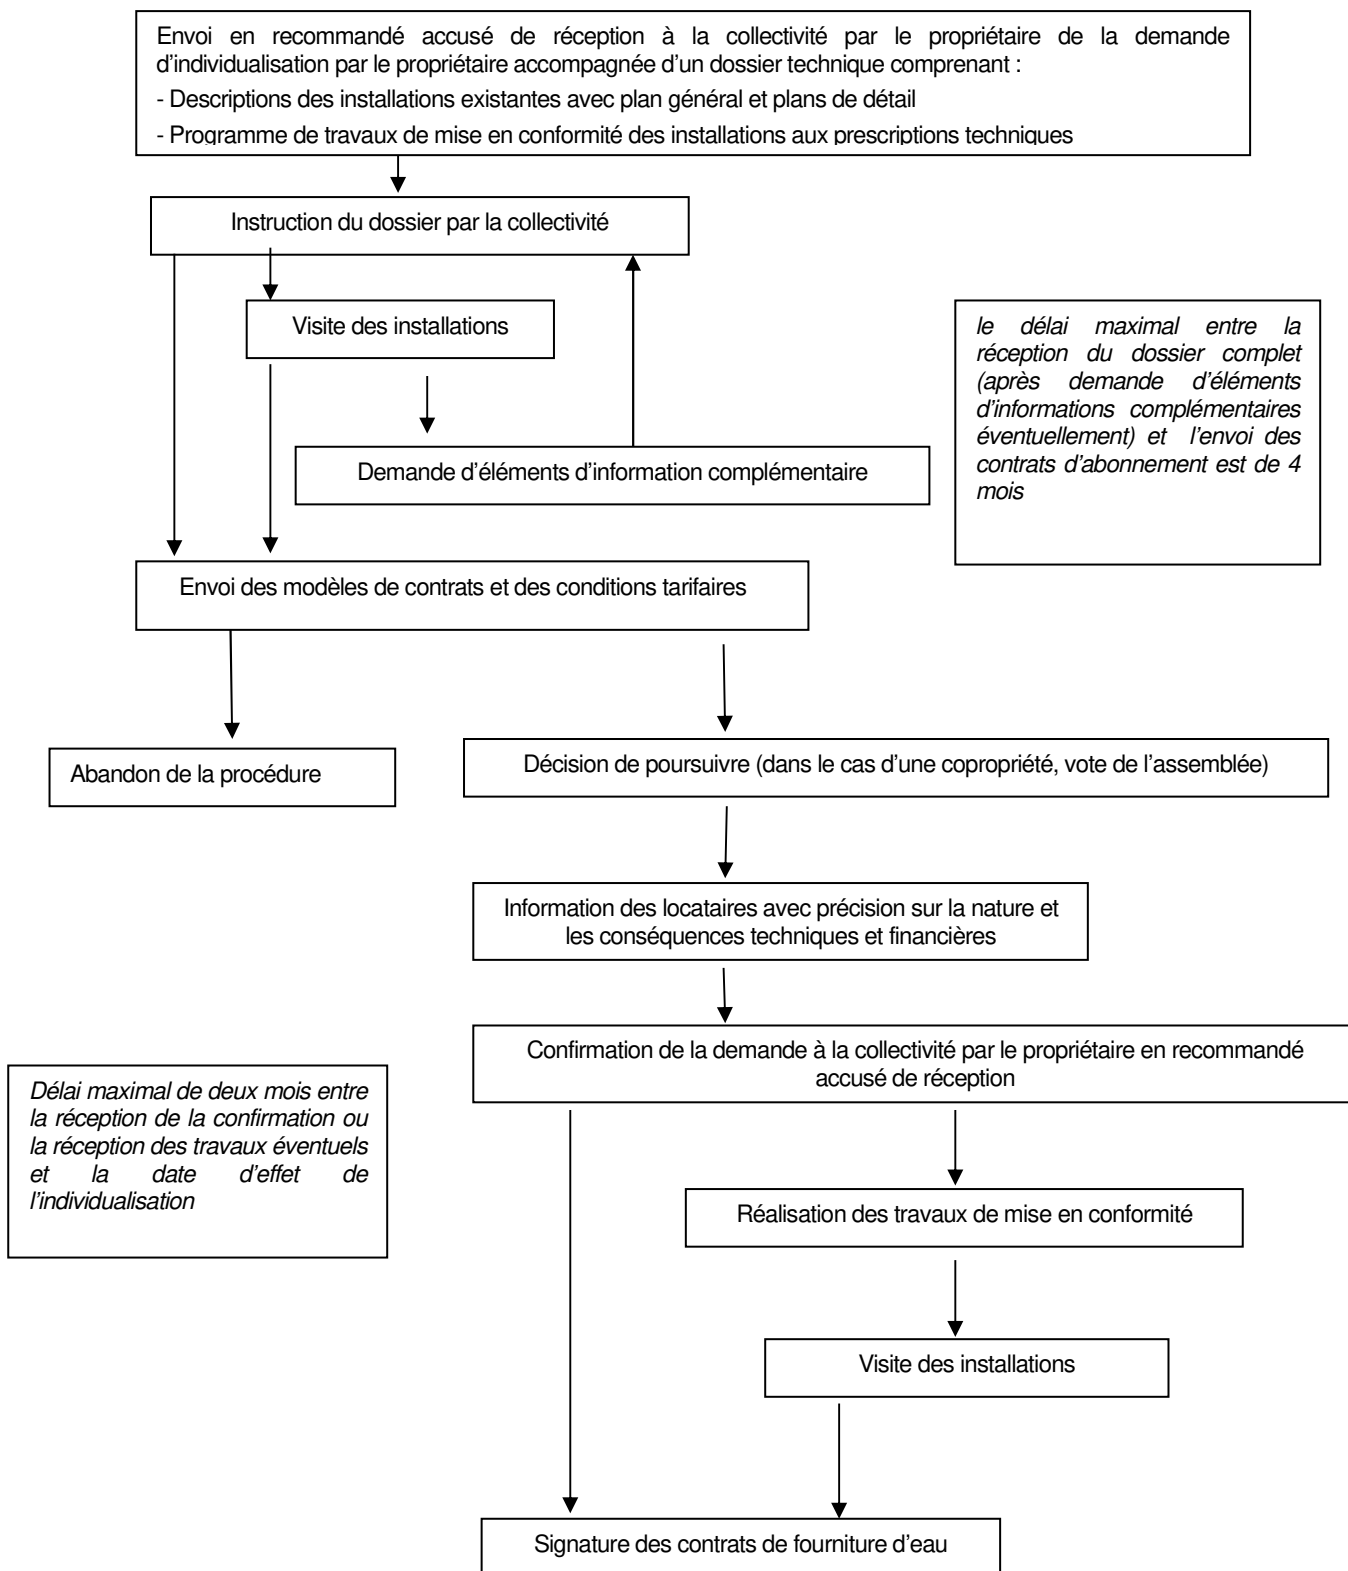 Envoi en recommandé accusé de réception à la collectivité par le propriétaire de la demande
d'individualisation par le propriétaire accompagnée d'un dossier technique comprenant :
- Descriptions des installations existantes avec plan général et plans de détail
- Programme de travaux de mise en conformité des installations aux prescriptions techniques
Instruction du dossier par la collectivité
Visite des installations
le délai maximal entre la
réception du dossier complet
(après demande d'éléments
d'informations complémentaires
éventuellement) et l'envoi des
contrats d'abonnement est de 4
mois
Demande d'éléments d'information complémentaire
Envoi des modèles de contrats et des conditions tarifaires
Abandon de la procédure
Décision de poursuivre (dans le cas d'une copropriété, vote de l'assemblée)
Information des locataires avec précision sur la nature et
les conséquences techniques et financières
Confirmation de la demande à la collectivité par le propriétaire en recommandé
accusé de réception
Délai maximal de deux mois entre
la réception de la confirmation ou
la réception des travaux éventuels
et la date d'effet de
l'individualisation
Réalisation des travaux de mise en conformité
Visite des installations
Signature des contrats de fourniture d'eau